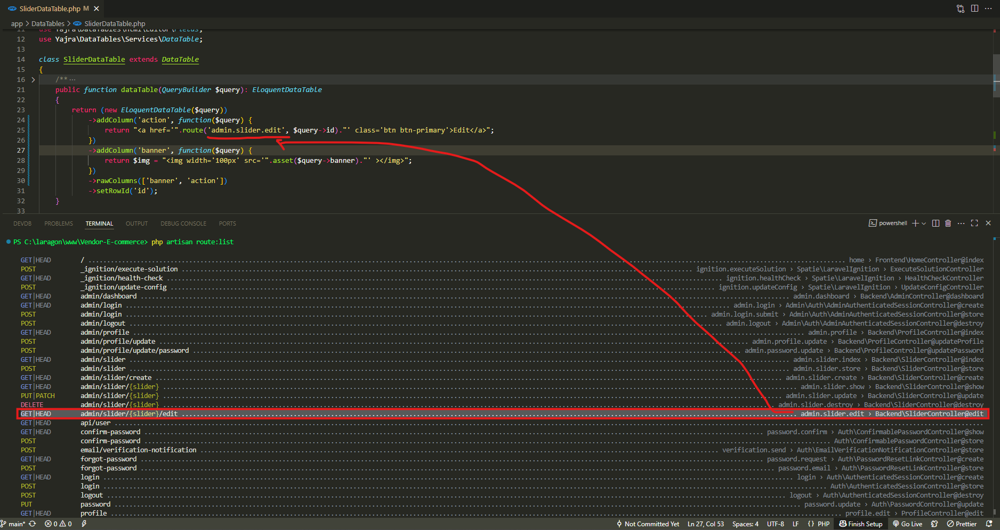 SliderDataTable.php M
app > DataTables > SliderDataTable.php
11 use Yajra\DataTables\Html\Editor\Fields;
12 use Yajra\DataTables\Services\DataTable;
13
14 class SliderDataTable extends DataTable
15 {
16 /** ···
21 public function dataTable(QueryBuilder $query): EloquentDataTable
22 {
23 return (new EloquentDataTable($query))
24 ->addColumn('action', function($query) {
25 return "<a href='".route('admin.slider.edit', $query->id)."' class='btn btn-primary'>Edit</a>";
26 })
27 ->addColumn('banner', function($query) {
28 return $img = "<img width='100px' src='".asset($query->banner)."' ></img>";
29 })
30 ->rawColumns(['banner', 'action'])
31 ->setRowId('id');
32 }
33
DEVDB PROBLEMS TERMINAL OUTPUT DEBUG CONSOLE PORTS powershell
PS C:\laragon\www\Vendor-E-commerce> php artisan route:list
GET|HEAD / ... home › Frontend\HomeController@index
POST _ignition/execute-solution ... ignition.executeSolution › Spatie\LaravelIgnition › ExecuteSolutionController
GET|HEAD _ignition/health-check ... ignition.healthCheck › Spatie\LaravelIgnition › HealthCheckController
POST _ignition/update-config ... ignition.updateConfig › Spatie\LaravelIgnition › UpdateConfigController
GET|HEAD admin/dashboard ... admin.dashboard › Backend\AdminController@dashboard
GET|HEAD admin/login ... admin.login › Admin\Auth\AdminAuthenticatedSessionController@create
POST admin/login ... admin.login.submit › Admin\Auth\AdminAuthenticatedSessionController@store
POST admin/logout ... admin.logout › Admin\Auth\AdminAuthenticatedSessionController@destroy
GET|HEAD admin/profile ... admin.profile › Backend\ProfileController@index
POST admin/profile/update ... admin.profile.update › Backend\ProfileController@updateProfile
POST admin/profile/update/password ... admin.password.update › Backend\ProfileController@updatePassword
GET|HEAD admin/slider ... admin.slider.index › Backend\SliderController@index
POST admin/slider ... admin.slider.store › Backend\SliderController@store
GET|HEAD admin/slider/create ... admin.slider.create › Backend\SliderController@create
GET|HEAD admin/slider/{slider} ... admin.slider.show › Backend\SliderController@show
PUT|PATCH admin/slider/{slider} ... admin.slider.update › Backend\SliderController@update
DELETE admin/slider/{slider} ... admin.slider.destroy › Backend\SliderController@destroy
GET|HEAD admin/slider/{slider}/edit ... admin.slider.edit › Backend\SliderController@edit
GET|HEAD api/user ...
GET|HEAD confirm-password ... password.confirm › Auth\ConfirmablePasswordController@show
POST confirm-password ... Auth\ConfirmablePasswordController@store
POST email/verification-notification ... verification.send › Auth\EmailVerificationNotificationController@store
GET|HEAD forgot-password ... password.request › Auth\PasswordResetLinkController@create
POST forgot-password ... password.email › Auth\PasswordResetLinkController@store
GET|HEAD login ... login › Auth\AuthenticatedSessionController@create
POST login ... Auth\AuthenticatedSessionController@store
POST logout ... logout › Auth\AuthenticatedSessionController@destroy
PUT password ... password.update › Auth\PasswordController@update
GET|HEAD profile ... profile.edit › ProfileController@edit
main* 0 0 Not Committed Yet Ln 27, Col 53 Spaces: 4 UTF-8 LF {} PHP Finish Setup Go Live Prettier